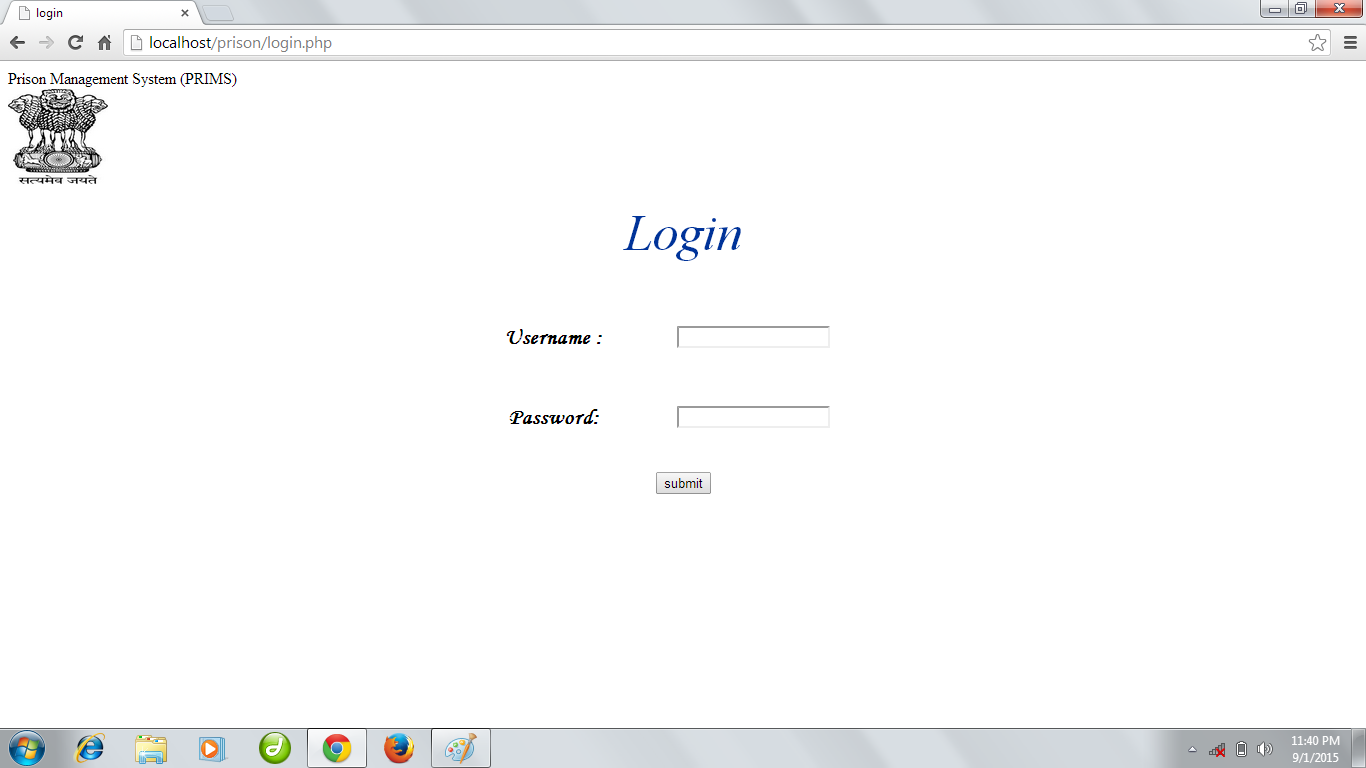 login
localhost/prison/login.php
Prison Management System (PRIMS)
सत्यमेव जयते
Login
Username :
Password:
submit
11:40 PM
9/1/2015